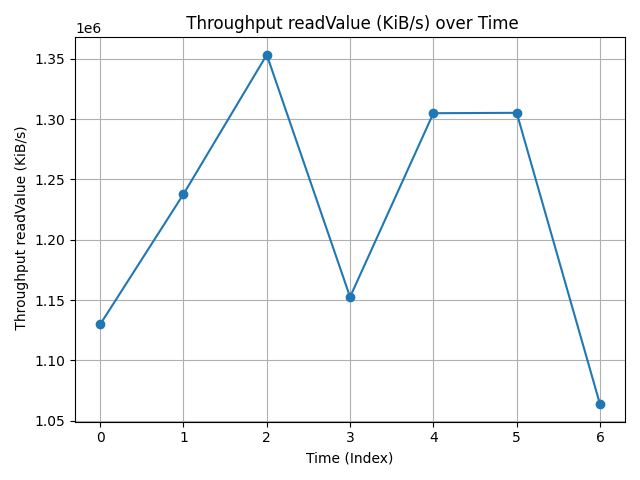 Throughput readValue (KiB/s) over Time
1e6
1.35
1.30
1.25
1.20
1.15
1.10
1.05
Throughput readValue (KiB/s)
0 1 2 3 4 5 6
Time (Index)